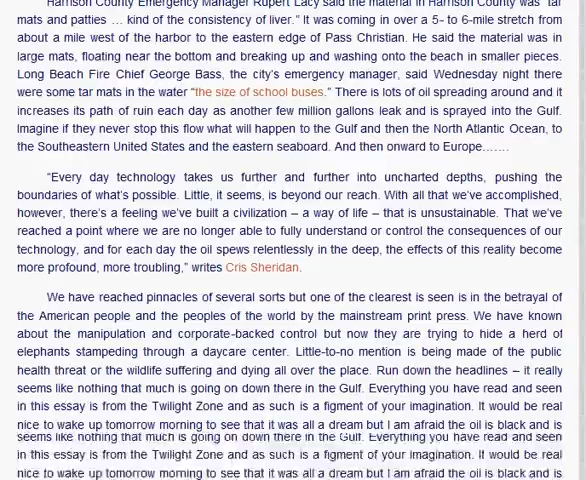 Harrison County Emergency Manager Rupert Lacy said the material in Harrison County was "tar
mats and patties … kind of the consistency of liver." It was coming in over a 5- to 6-mile stretch from
about a mile west of the harbor to the eastern edge of Pass Christian. He said the material was in
large mats, floating near the bottom and breaking up and washing onto the beach in smaller pieces.
Long Beach Fire Chief George Bass, the city's emergency manager, said Wednesday night there
were some tar mats in the water "the size of school buses." There is lots of oil spreading around and it
increases its path of ruin each day as another few million gallons leak and is sprayed into the Gulf.
Imagine if they never stop this flow what will happen to the Gulf and then the North Atlantic Ocean, to
the Southeastern United States and the eastern seaboard. And then onward to Europe…….
"Every day technology takes us further and further into uncharted depths, pushing the
boundaries of what's possible. Little, it seems, is beyond our reach. With all that we've accomplished,
however, there's a feeling we've built a civilization – a way of life – that is unsustainable. That we've
reached a point where we are no longer able to fully understand or control the consequences of our
technology, and for each day the oil spews relentlessly in the deep, the effects of this reality become
more profound, more troubling," writes Cris Sheridan.
We have reached pinnacles of several sorts but one of the clearest is seen is in the betrayal of
the American people and the peoples of the world by the mainstream print press. We have known
about the manipulation and corporate-backed control but now they are trying to hide a herd of
elephants stampeding through a daycare center. Little-to-no mention is being made of the public
health threat or the wildlife suffering and dying all over the place. Run down the headlines – it really
seems like nothing that much is going on down there in the Gulf. Everything you have read and seen
in this essay is from the Twilight Zone and as such is a figment of your imagination. It would be real
nice to wake up tomorrow morning to see that it was all a dream but I am afraid the oil is black and is
seems like nothing that much is going on down there in the Gulf. Everything you have read and seen
in this essay is from the Twilight Zone and as such is a figment of your imagination. It would be real
nice to wake up tomorrow morning to see that it was all a dream but I am afraid the oil is black and is